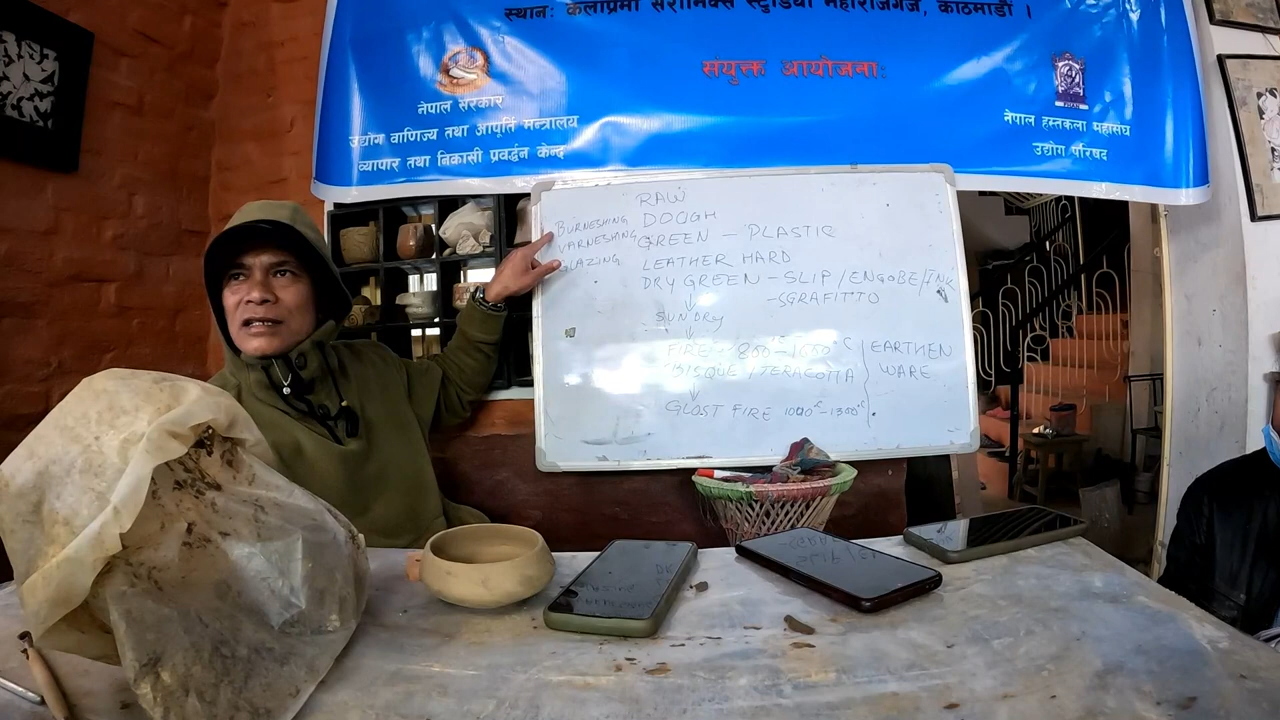 स्थान: कलाप्रेमी सेरामिक्स स्टुडियो महाराजगंज, काठमाडौं ।
संयुक्त आयोजना:
नेपाल सरकार
उद्योग वाणिज्य तथा आपूर्ति मन्त्रालय
व्यापार तथा निकासी प्रवर्द्धन केन्द्र
FHAN
नेपाल हस्तकला महासंघ
उद्योग परिषद
RAW
DOUGH
GREEN - PLASTIC
LEATHER HARD
DRY GREEN - SLIP / ENGOBE / INK
- SGRAFITTO
SUN DRY
FIRE - 800 - 1000°C
BISQUE / TERACOTTA
EARTHEN
WARE
GLOST FIRE 1000°C - 1300°C
BURNESHING
VARNESHING
GLAZING